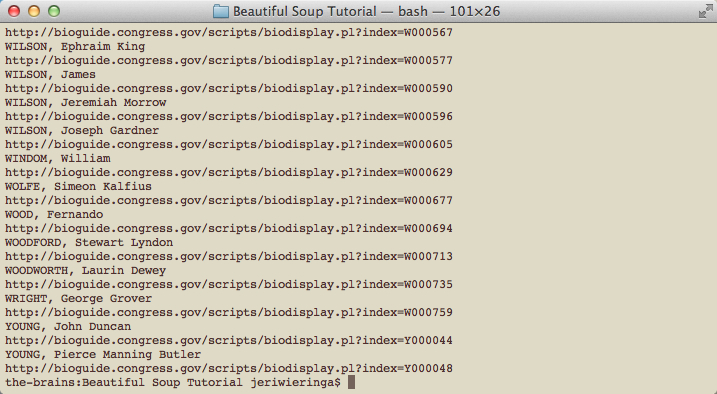 Beautiful Soup Tutorial — bash — 101×26
http://bioguide.congress.gov/scripts/biodisplay.pl?index=W000567
WILSON, Ephraim King
http://bioguide.congress.gov/scripts/biodisplay.pl?index=W000577
WILSON, James
http://bioguide.congress.gov/scripts/biodisplay.pl?index=W000590
WILSON, Jeremiah Morrow
http://bioguide.congress.gov/scripts/biodisplay.pl?index=W000596
WILSON, Joseph Gardner
http://bioguide.congress.gov/scripts/biodisplay.pl?index=W000605
WINDOM, William
http://bioguide.congress.gov/scripts/biodisplay.pl?index=W000629
WOLFE, Simeon Kalfius
http://bioguide.congress.gov/scripts/biodisplay.pl?index=W000677
WOOD, Fernando
http://bioguide.congress.gov/scripts/biodisplay.pl?index=W000694
WOODFORD, Stewart Lyndon
http://bioguide.congress.gov/scripts/biodisplay.pl?index=W000713
WOODWORTH, Laurin Dewey
http://bioguide.congress.gov/scripts/biodisplay.pl?index=W000735
WRIGHT, George Grover
http://bioguide.congress.gov/scripts/biodisplay.pl?index=W000759
YOUNG, John Duncan
http://bioguide.congress.gov/scripts/biodisplay.pl?index=Y000044
YOUNG, Pierce Manning Butler
http://bioguide.congress.gov/scripts/biodisplay.pl?index=Y000048
the-brains:Beautiful Soup Tutorial jeriwieringa$